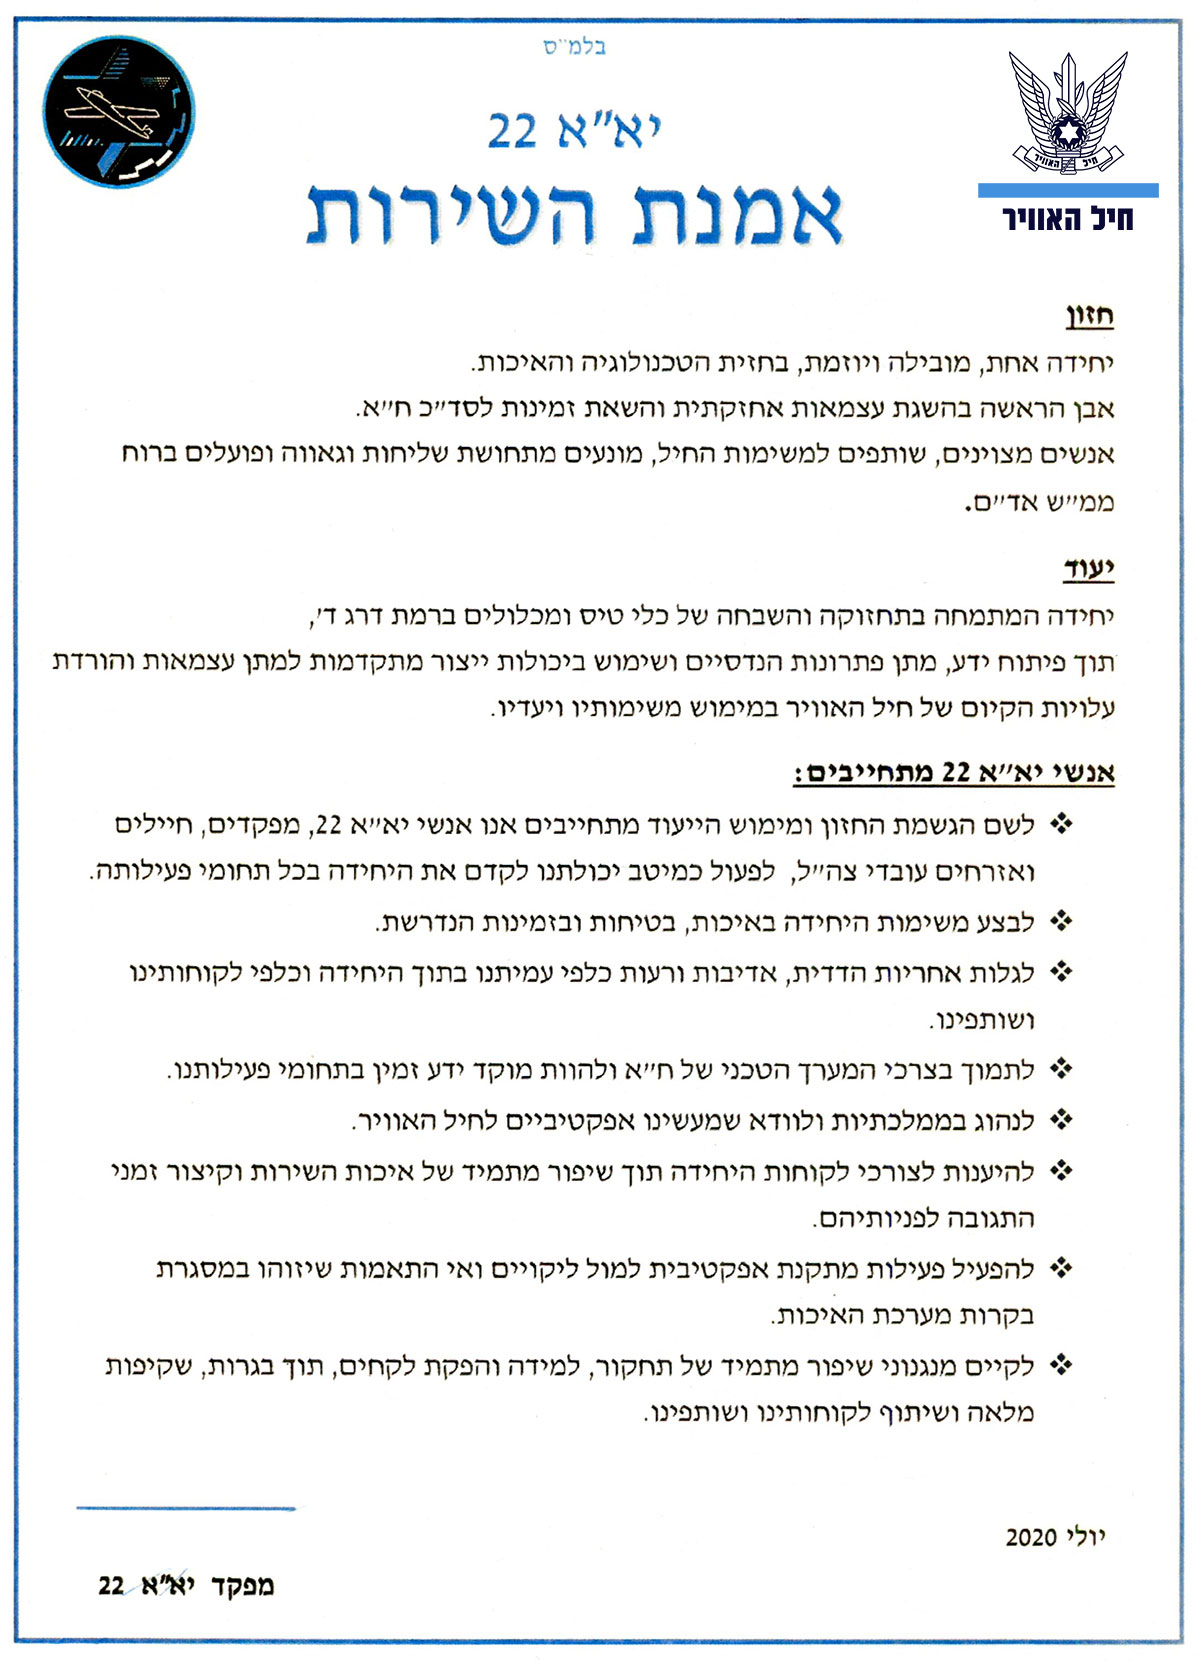 בלמ"ס
חיל האוויר
חיל האוויר
יא"א 22
אמנת השירות
חזון
יחידה אחת, מובילה ויוזמת, בחזית הטכנולוגיה והאיכות.
אבן הראשה בהשגת עצמאות אחזקתית והשאת זמינות לסד"כ ח"א.
אנשים מצוינים, שותפים למשימות החיל, מונעים מתחושת שליחות וגאווה ופועלים ברוח
ממ"ש אד"ם.
יעוד
יחידה המתמחה בתחזוקה והשבחה של כלי טיס ומכלולים ברמת דרג ד',
תוך פיתוח ידע, מתן פתרונות הנדסיים ושימוש ביכולות ייצור מתקדמות למתן עצמאות והורדת
עלויות הקיום של חיל האוויר במימוש משימותיו ויעדיו.
אנשי יא"א 22 מתחייבים:
❖ לשם הגשמת החזון ומימוש הייעוד מתחייבים אנו אנשי יא"א 22, מפקדים, חיילים
ואזרחים עובדי צה"ל, לפעול כמיטב יכולתנו לקדם את היחידה בכל תחומי פעילותה.
❖ לבצע משימות היחידה באיכות, בטיחות ובזמינות הנדרשת.
❖ לגלות אחריות הדדית, אדיבות ורעות כלפי עמיתנו בתוך היחידה וכלפי לקוחותינו
ושותפינו.
❖ לתמוך בצרכי המערך הטכני של ח"א ולהוות מוקד ידע זמין בתחומי פעילותנו.
❖ לנהוג בממלכתיות ולוודא שמעשינו אפקטיביים לחיל האוויר.
❖ להיענות לצורכי לקוחות היחידה תוך שיפור מתמיד של איכות השירות וקיצור זמני
התגובה לפניותיהם.
❖ להפעיל פעילות מתקנת אפקטיבית למול ליקויים ואי התאמות שיזוהו במסגרת
בקרות מערכת האיכות.
❖ לקיים מנגנוני שיפור מתמיד של תחקור, למידה והפקת לקחים, תוך בגרות, שקיפות
מלאה ושיתוף לקוחותינו ושותפינו.
יולי 2020
מפקד יא"א 22